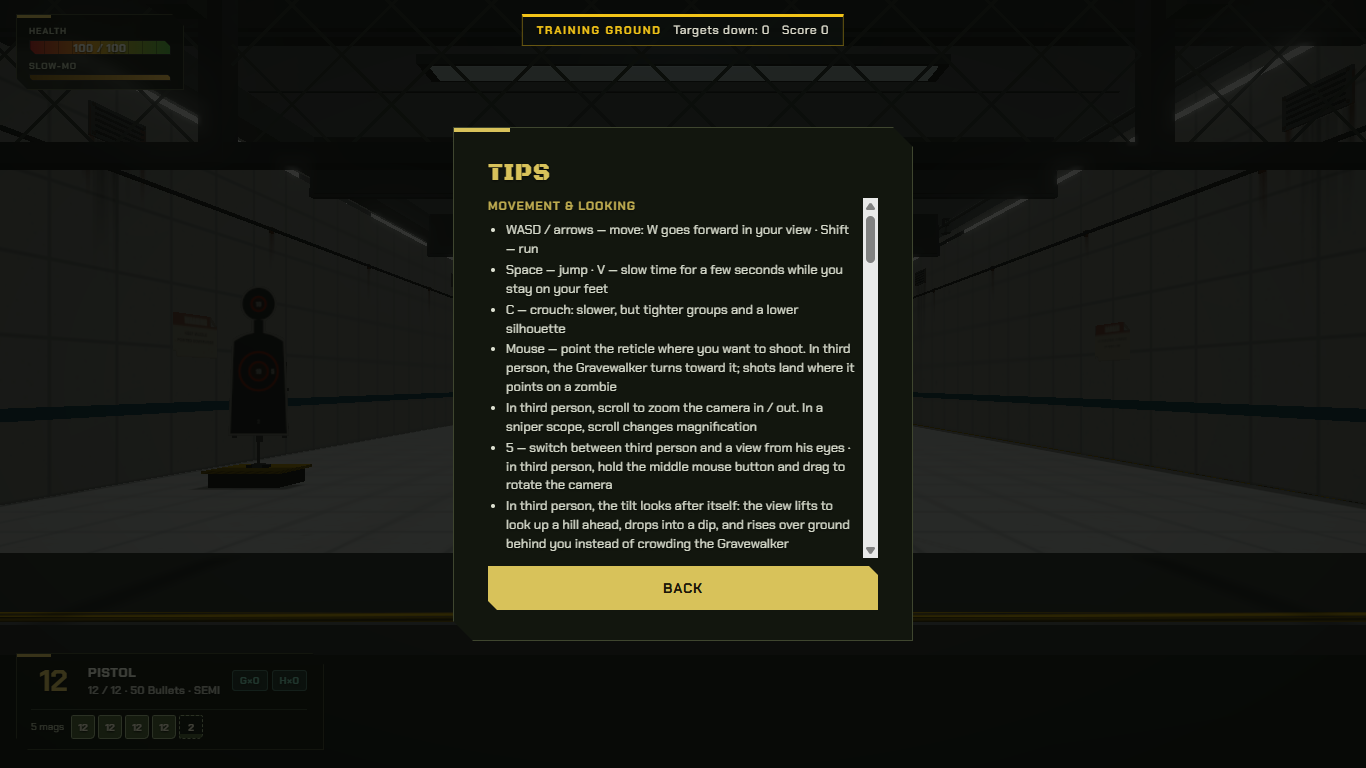 HEALTH
100 / 100
SLOW-MO
TRAINING GROUND Targets down: 0 Score 0
TIPS
MOVEMENT & LOOKING
• WASD / arrows — move: W goes forward in your view · Shift
— run
• Space — jump · V — slow time for a few seconds while you
stay on your feet
• C — crouch: slower, but tighter groups and a lower
silhouette
• Mouse — point the reticle where you want to shoot. In third
person, the Gravewalker turns toward it; shots land where it
points on a zombie
• In third person, scroll to zoom the camera in / out. In a
sniper scope, scroll changes magnification
• 5 — switch between third person and a view from his eyes ·
in third person, hold the middle mouse button and drag to
rotate the camera
• In third person, the tilt looks after itself: the view lifts to
look up a hill ahead, drops into a dip, and rises over ground
behind you instead of crowding the Gravewalker
BACK
12
PISTOL
12 / 12 · 50 Bullets · SEMI
G×0 H×0
5 mags 12 12 12 12 2